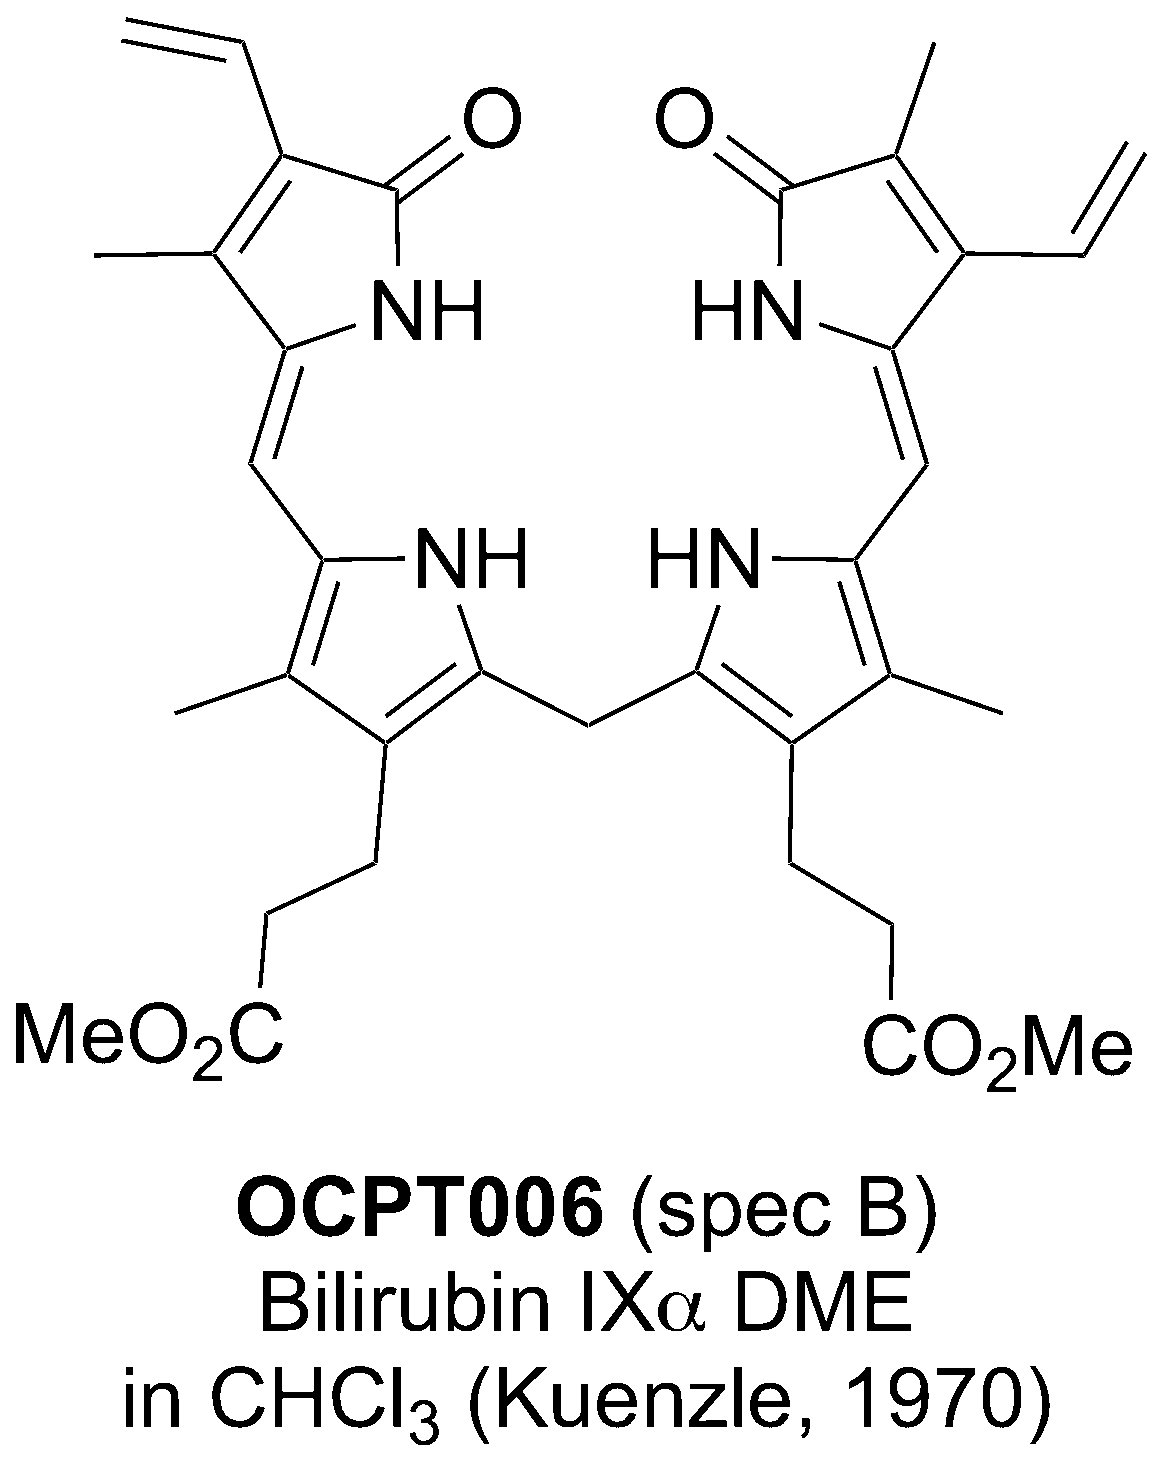 O O
NH HN
NH HN
MeO₂C CO₂Me
OCPT006 (spec B)
Bilirubin IXα DME
in CHCl₃ (Kuenzle, 1970)